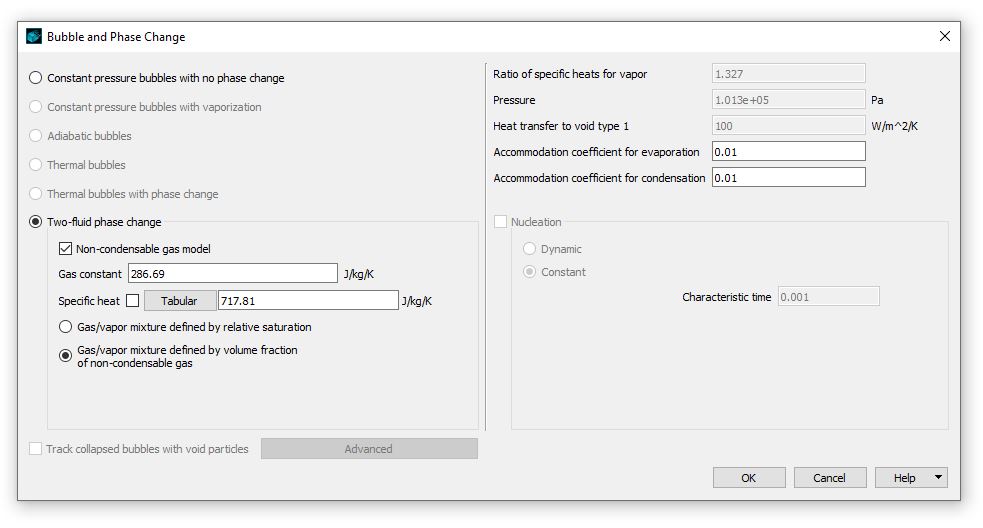 Bubble and Phase Change
Constant pressure bubbles with no phase change
Constant pressure bubbles with vaporization
Adiabatic bubbles
Thermal bubbles
Thermal bubbles with phase change
Two-fluid phase change
Non-condensable gas model
Gas constant 286.69 J/kg/K
Specific heat Tabular 717.81 J/kg/K
Gas/vapor mixture defined by relative saturation
Gas/vapor mixture defined by volume fraction
of non-condensable gas
Track collapsed bubbles with void particles Advanced
Ratio of specific heats for vapor 1.327
Pressure 1.013e+05 Pa
Heat transfer to void type 1 100 W/m^2/K
Accommodation coefficient for evaporation 0.01
Accommodation coefficient for condensation 0.01
Nucleation
Dynamic
Constant
Characteristic time 0.001
OK Cancel Help